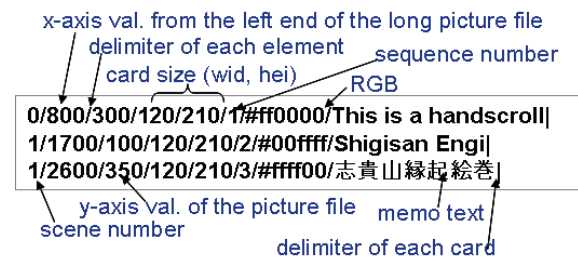 x-axis val. from the left end of the long picture file
delimiter of each element
sequence number
card size (wid, hei)
RGB
0/800/300/120/210/1/#ff0000/This is a handscroll|
1/1700/100/120/210/2/#00ffff/Shigisan Engi|
1/2600/350/120/210/3/#ffff00/志貴山縁起絵巻|
y-axis val. of the picture file
memo text
scene number
delimiter of each card